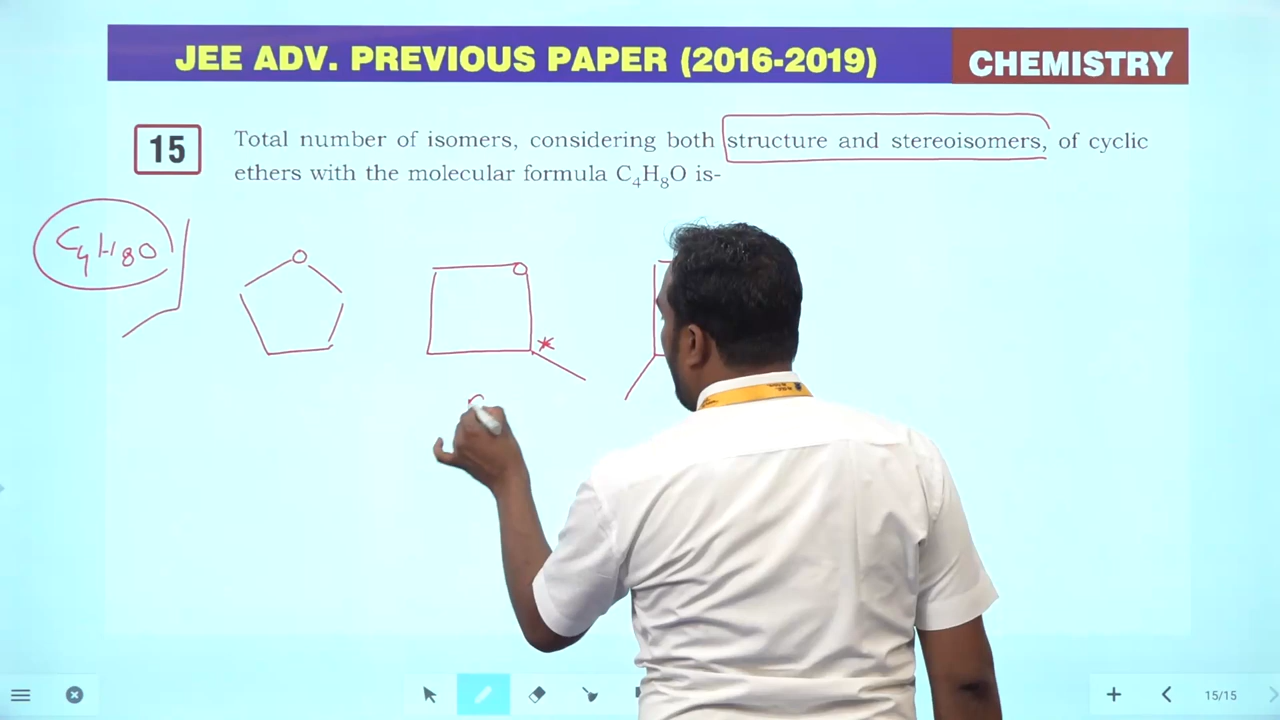 JEE ADV. PREVIOUS PAPER (2016-2019)
CHEMISTRY
15
Total number of isomers, considering both structure and stereoisomers, of cyclic
ethers with the molecular formula C₄H₈O is-
C₄H₈O
O
O
*
15/15